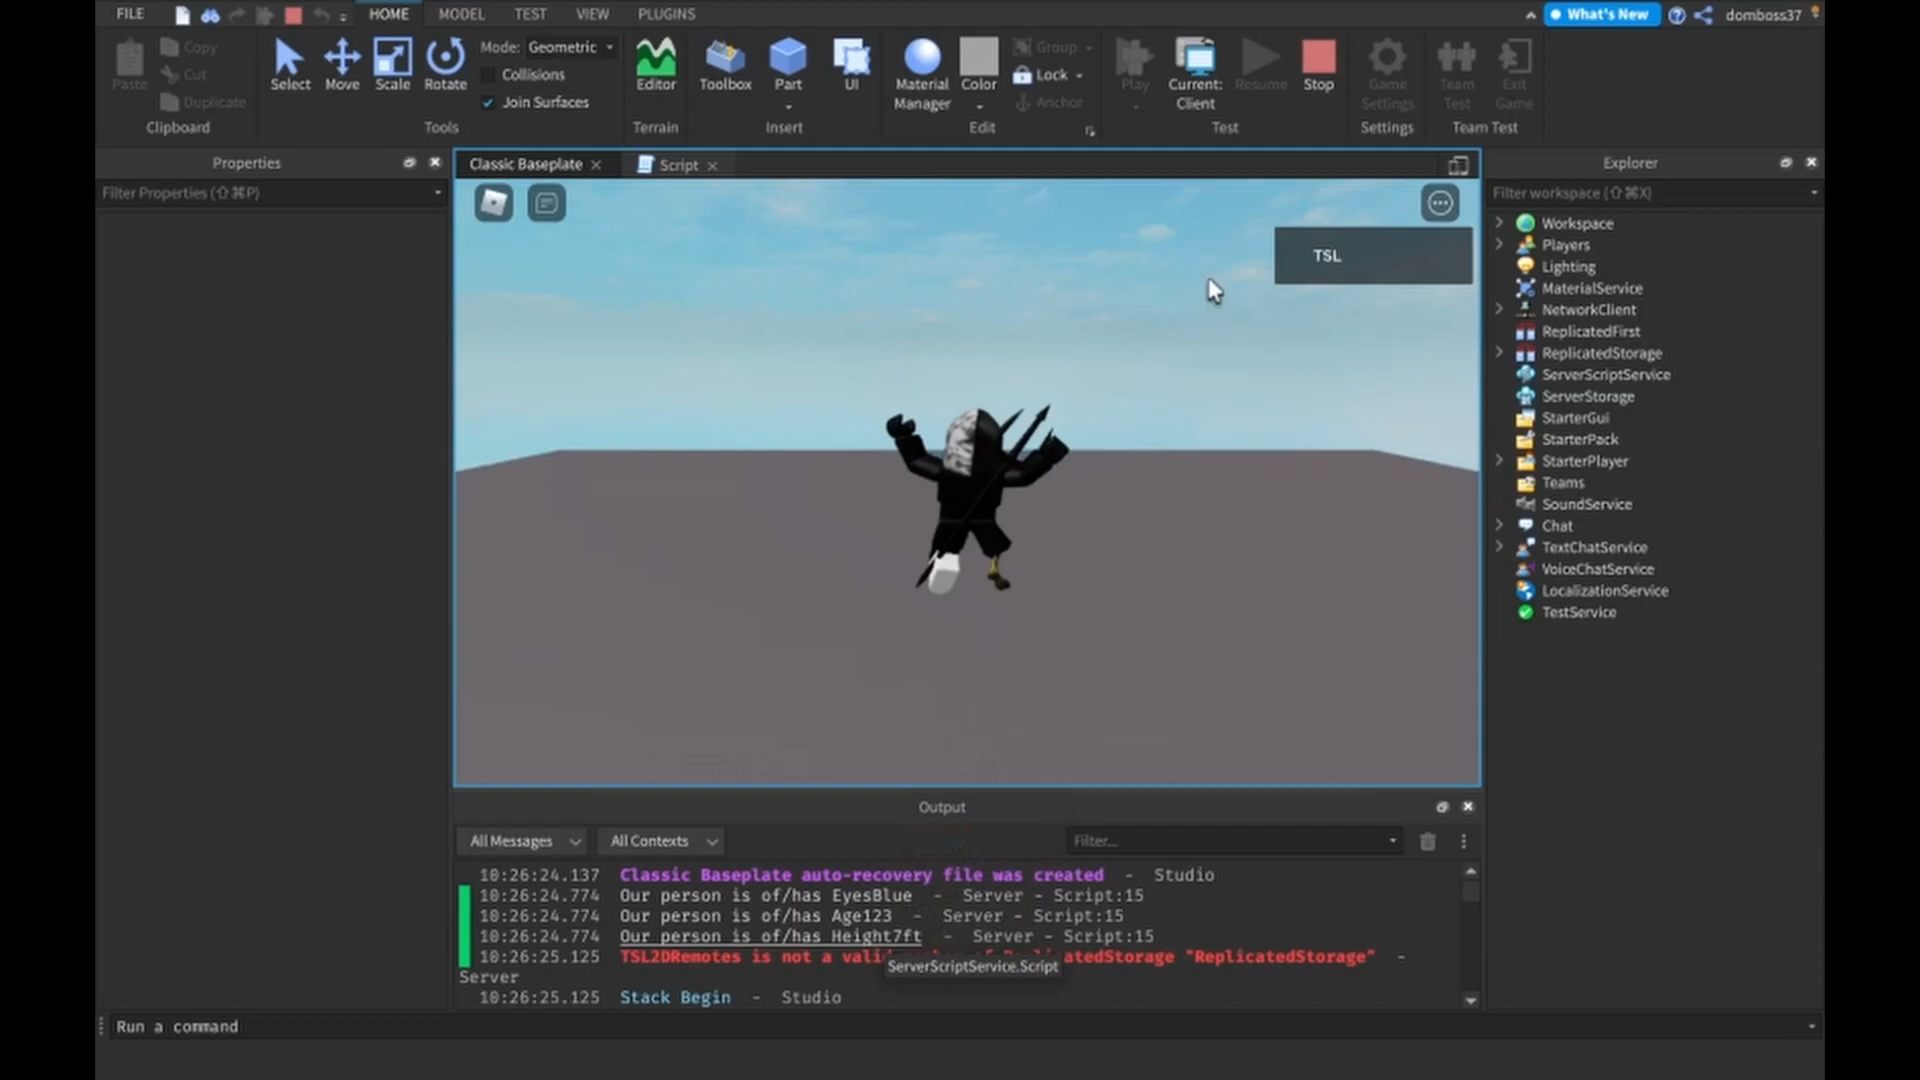 FILE HOME MODEL TEST VIEW PLUGINS What's New domboss37
Paste Copy Cut Duplicate Clipboard
Select Move Scale Rotate Mode: Geometric Collisions Join Surfaces Tools
Editor Terrain
Toolbox Part UI Insert
Material Manager Color Group Lock Anchor Edit
Play Current: Client Resume Stop Test
Game Settings Settings
Team Test Exit Game Team Test
Properties
Filter Properties (⇧⌘P)
Classic Baseplate Script
TSL
Explorer
Filter workspace (⇧⌘X)
Workspace
Players
Lighting
MaterialService
NetworkClient
ReplicatedFirst
ReplicatedStorage
ServerScriptService
ServerStorage
StarterGui
StarterPack
StarterPlayer
Teams
SoundService
Chat
TextChatService
VoiceChatService
LocalizationService
TestService
Output
All Messages All Contexts Filter...
10:26:24.137 Classic Baseplate auto-recovery file was created - Studio
10:26:24.774 Our person is of/has EyesBlue - Server - Script:15
10:26:24.774 Our person is of/has Age123 - Server - Script:15
10:26:24.774 Our person is of/has Height7ft - Server - Script:15
10:26:25.125 TSL2DRemotes is not a valid "ReplicatedStorage" -
Server
ServerScriptService.Script
10:26:25.125 Stack Begin - Studio
Run a command